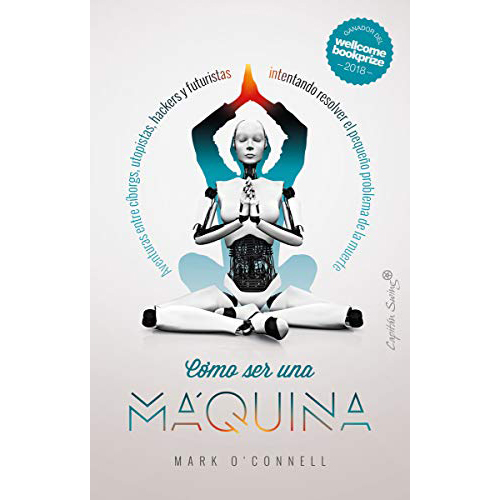 GANADOR DEL
wellcome
bookprize
2018
Aventuras entre cíborgs, utopistas, hackers y futuristas
intentando resolver el pequeño problema de la muerte
Capitán Swing
Cómo ser una
MÁQUINA
MARK O'CONNELL